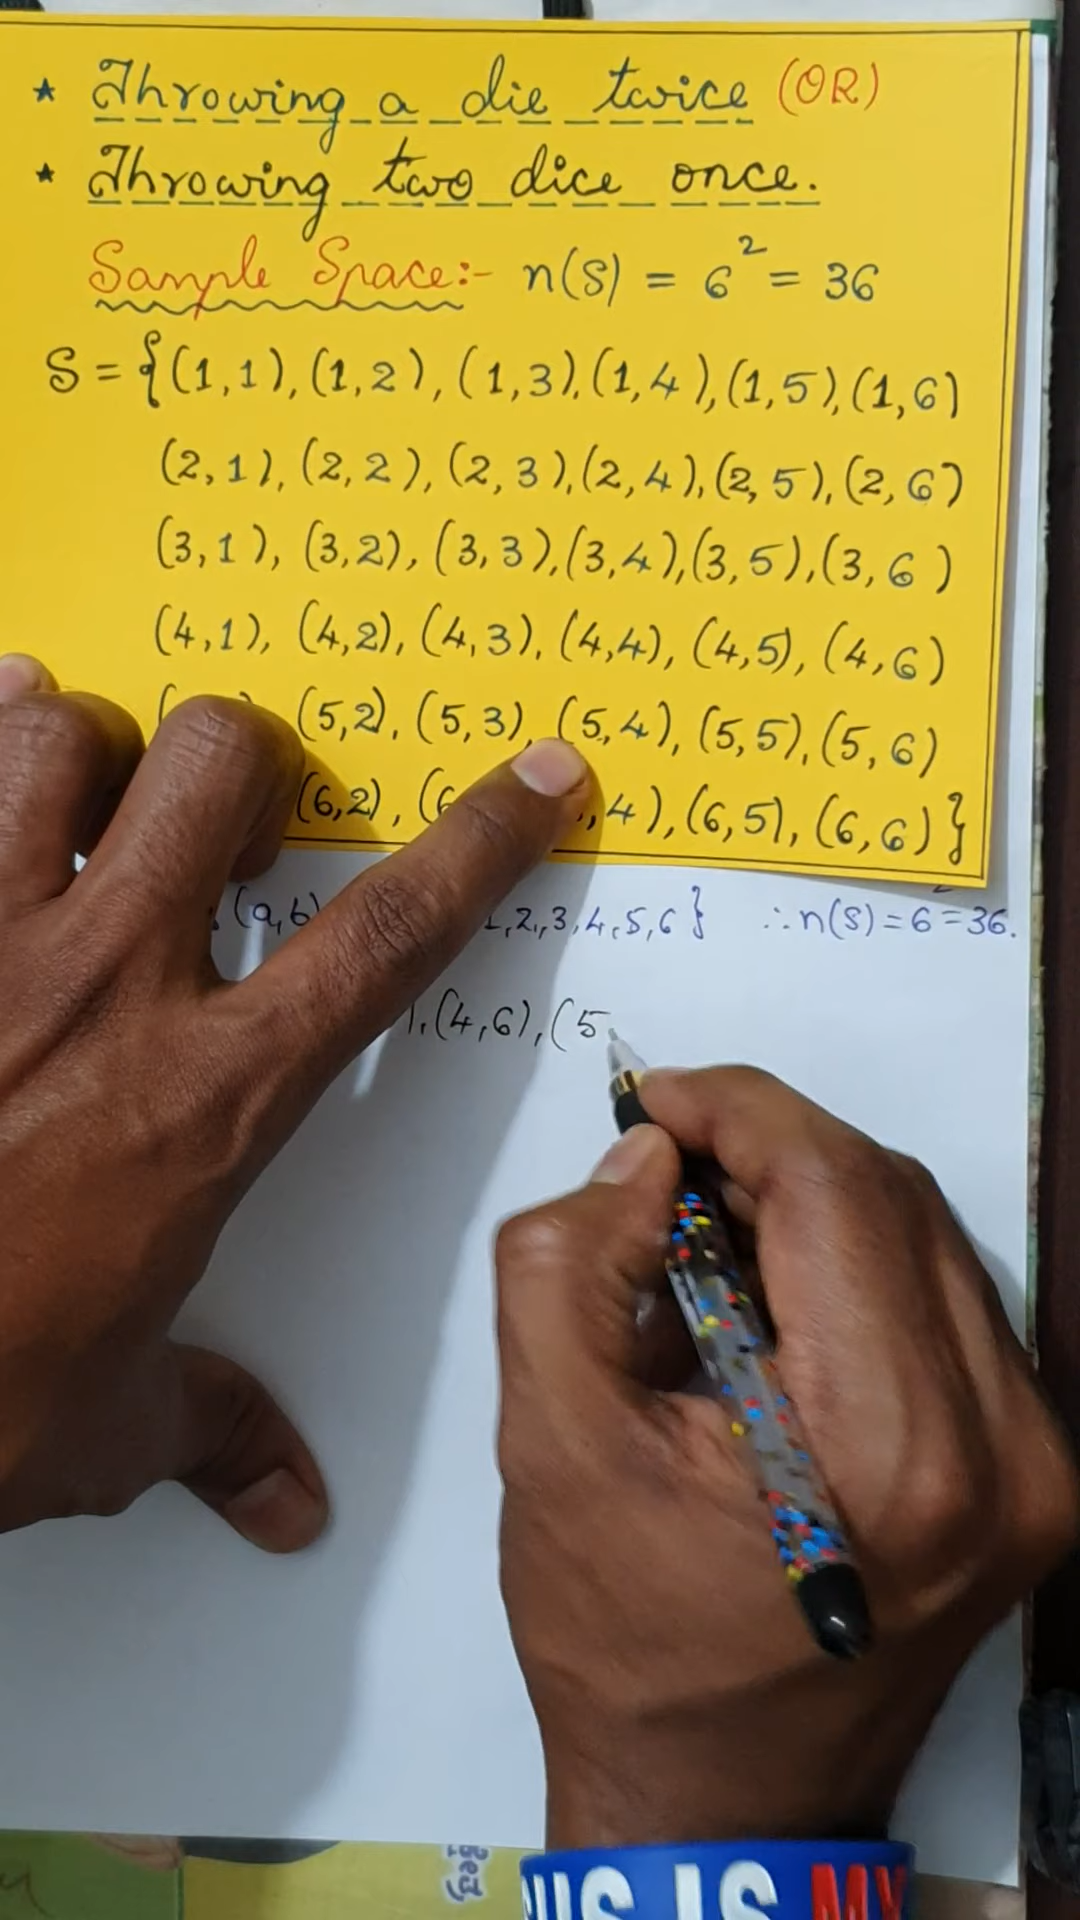 * Throwing a die twice (OR)
* Throwing two dice once.
Sample Space:- n(S) = 6² = 36
S = {(1,1), (1,2), (1,3), (1,4), (1,5), (1,6)
(2,1), (2,2), (2,3), (2,4), (2,5), (2,6)
(3,1), (3,2), (3,3), (3,4), (3,5), (3,6)
(4,1), (4,2), (4,3), (4,4), (4,5), (4,6)
(5,2), (5,3), (5,4), (5,5), (5,6)
(6,2), (6 ,4), (6,5), (6,6)}
(a,b) 1,2,3,4,5,6} ∴n(S)=6²=36.
),(4,6),(5,
IS MY